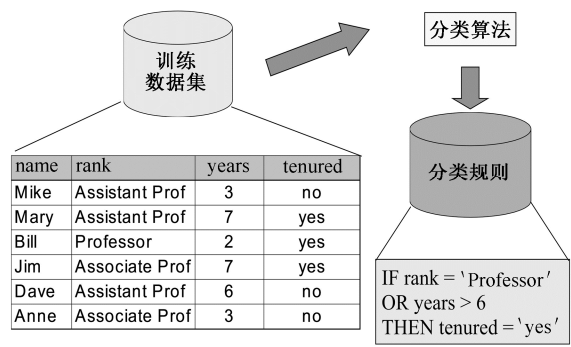 训练
数据集
分类算法
分类规则
name rank years tenured
Mike Assistant Prof 3 no
Mary Assistant Prof 7 yes
Bill Professor 2 yes
Jim Associate Prof 7 yes
Dave Assistant Prof 6 no
Anne Associate Prof 3 no
IF rank = ‵Professor′
OR years > 6
THEN tenured = ‵yes′